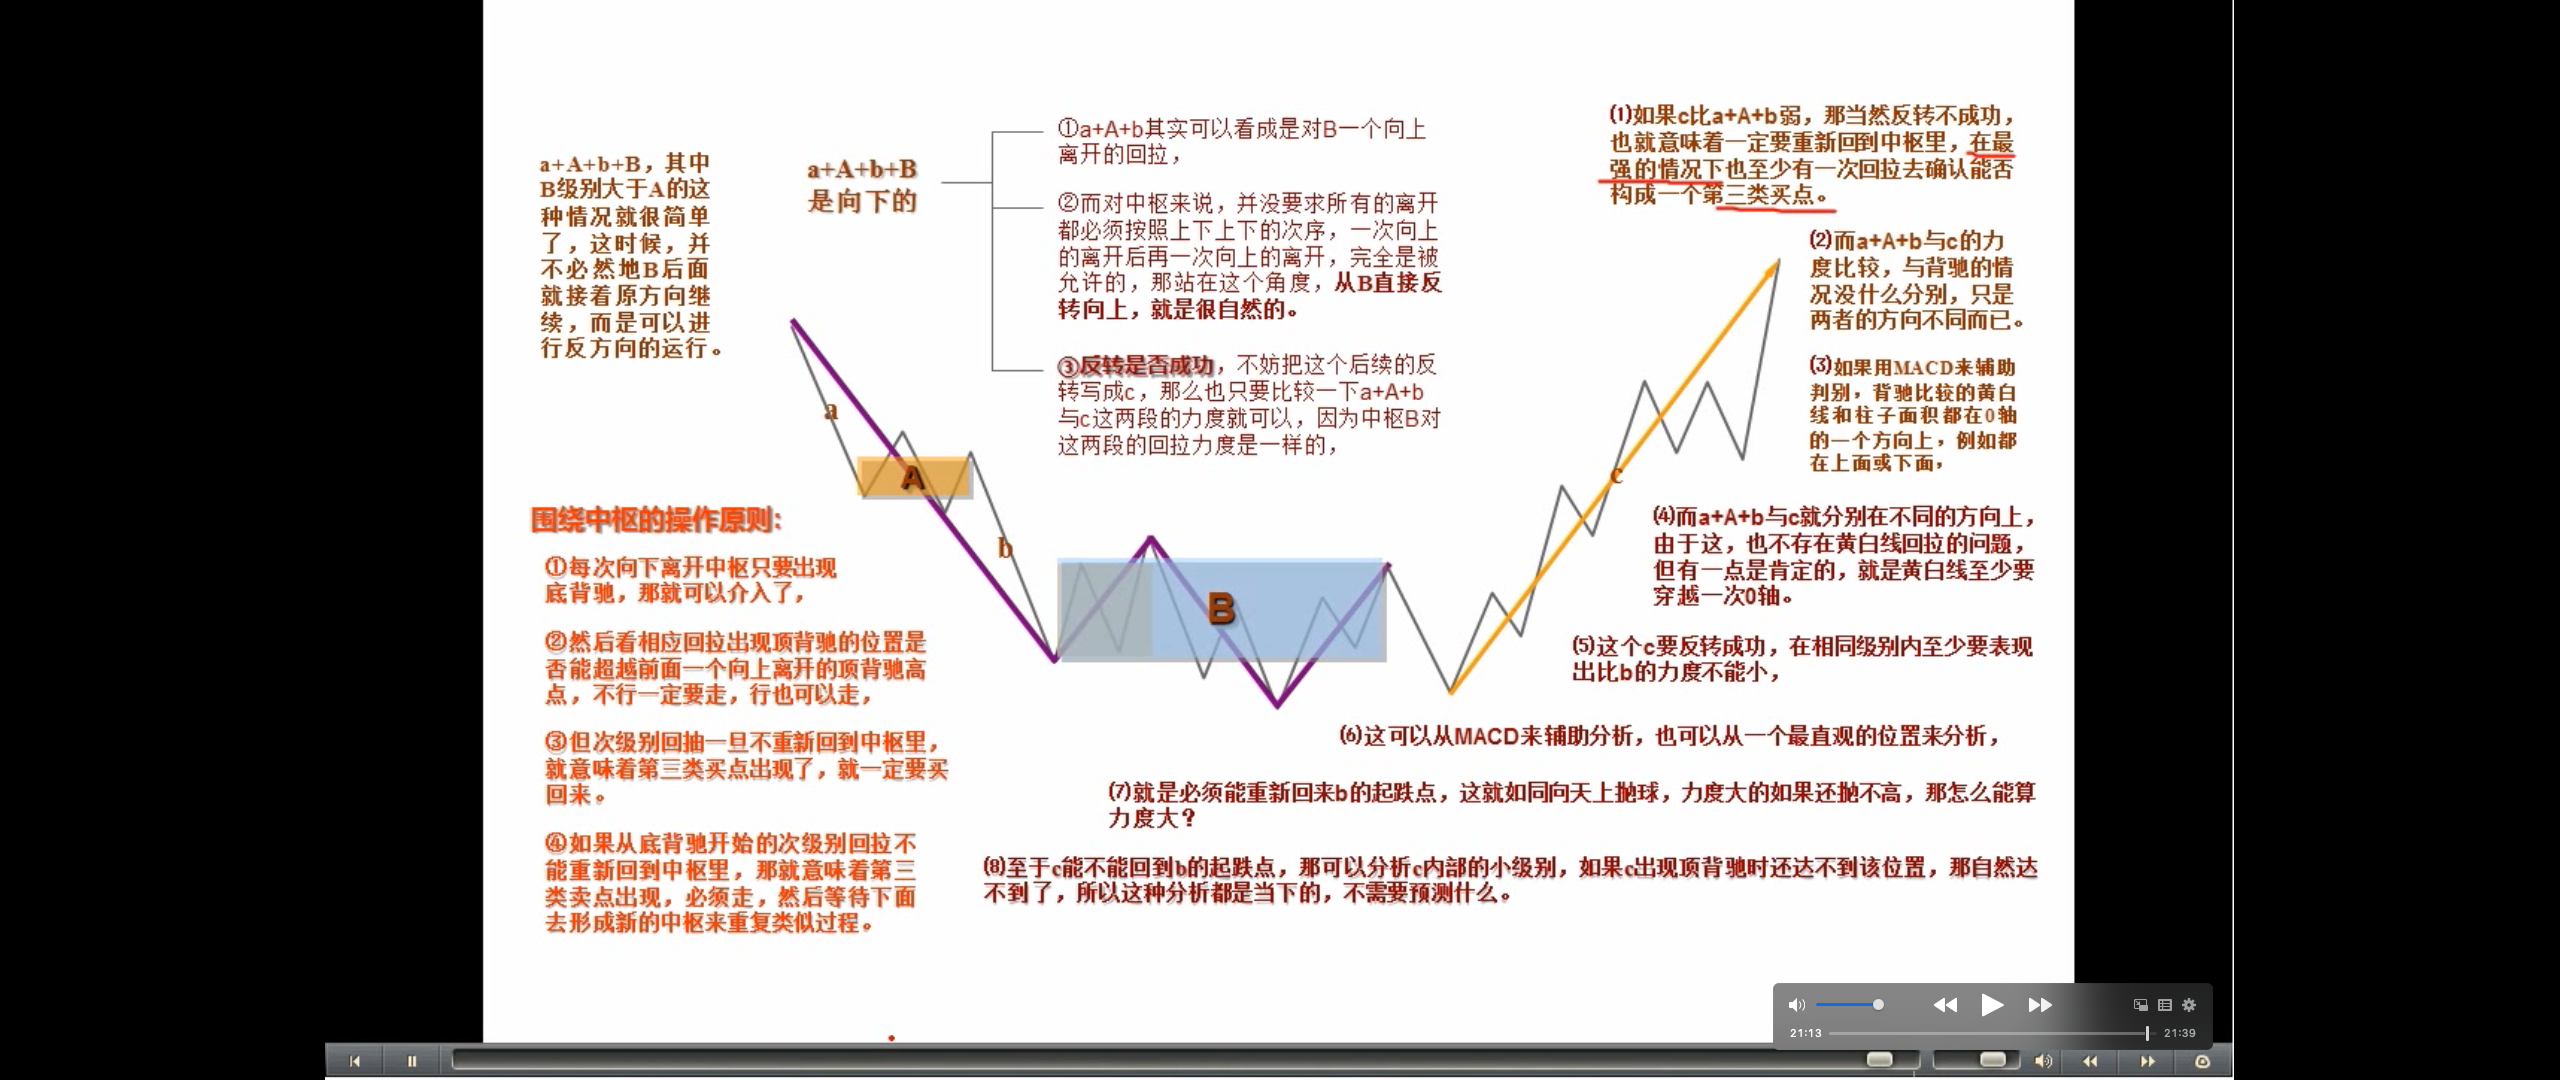 a+A+b+B，其中
B级别大于A的这
种情况就很简单
了，这时候，并
不必然地B后面
就接着原方向继
续，而是可以进
行反方向的运行。
a+A+b+B
是向下的
①a+A+b其实可以看成是对B一个向上
离开的回拉，
②而对中枢来说，并没要求所有的离开
都必须按照上下上下的次序，一次向上
的离开后再一次向上的离开，完全是被
允许的，那站在这个角度，从B直接反
转向上，就是很自然的。
③反转是否成功，不妨把这个后续的反
转写成c，那么也只要比较一下a+A+b
与c这两段的力度就可以，因为中枢B对
这两段的回拉力度是一样的，
⑴如果c比a+A+b弱，那当然反转不成功，
也就意味着一定要重新回到中枢里，在最
强的情况下也至少有一次回拉去确认能否
构成一个第三类买点。
⑵而a+A+b与c的力
度比较，与背驰的情
况没什么分别，只是
两者的方向不同而已。
⑶如果用MACD来辅助
判别，背驰比较的黄白
线和柱子面积都在0轴
的一个方向上，例如都
在上面或下面，
⑷而a+A+b与c就分别在不同的方向上，
由于这，也不存在黄白线回拉的问题，
但有一点是肯定的，就是黄白线至少要
穿越一次0轴。
⑸这个c要反转成功，在相同级别内至少要表现
出比b的力度不能小，
⑹这可以从MACD来辅助分析，也可以从一个最直观的位置来分析，
⑺就是必须能重新回来b的起跌点，这就如同向天上抛球，力度大的如果还抛不高，那怎么能算
力度大？
⑻至于c能不能回到b的起跌点，那可以分析c内部的小级别，如果c出现顶背驰时还达不到该位置，那自然达
不到了，所以这种分析都是当下的，不需要预测什么。
a
A
b
B
c
围绕中枢的操作原则：
①每次向下离开中枢只要出现
底背驰，那就可以介入了，
②然后看相应回拉出现顶背驰的位置是
否能超越前面一个向上离开的顶背驰高
点，不行一定要走，行也可以走，
③但次级别回抽一旦不重新回到中枢里，
就意味着第三类买点出现了，就一定要买
回来。
④如果从底背驰开始的次级别回拉不
能重新回到中枢里，那就意味着第三
类卖点出现，必须走，然后等待下面
去形成新的中枢来重复类似过程。
21:13
21:39